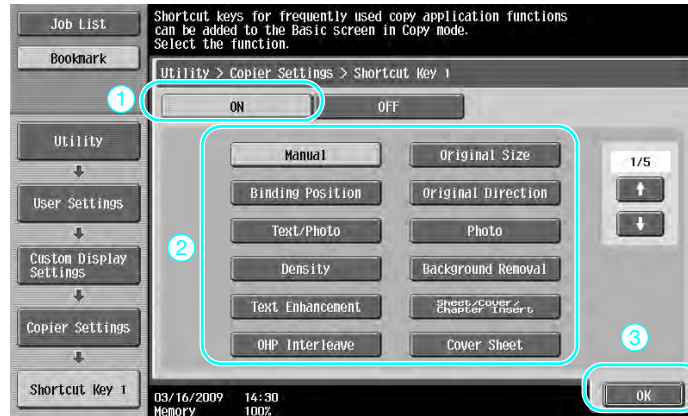 Job List
Bookmark
Shortcut keys for frequently used copy application functions
can be added to the Basic screen in Copy mode.
Select the function.
Utility > Copier Settings > Shortcut Key 1
1
ON
OFF
Utility
User Settings
Custom Display
Settings
Copier Settings
Shortcut Key 1
2
Manual
Original Size
Binding Position
Original Direction
Text/Photo
Photo
Density
Background Removal
Text Enhancement
Sheet/Cover/
Chapter Insert
OHP Interleave
Cover Sheet
1/5
3
OK
03/16/2009 14:30
Memory 100%